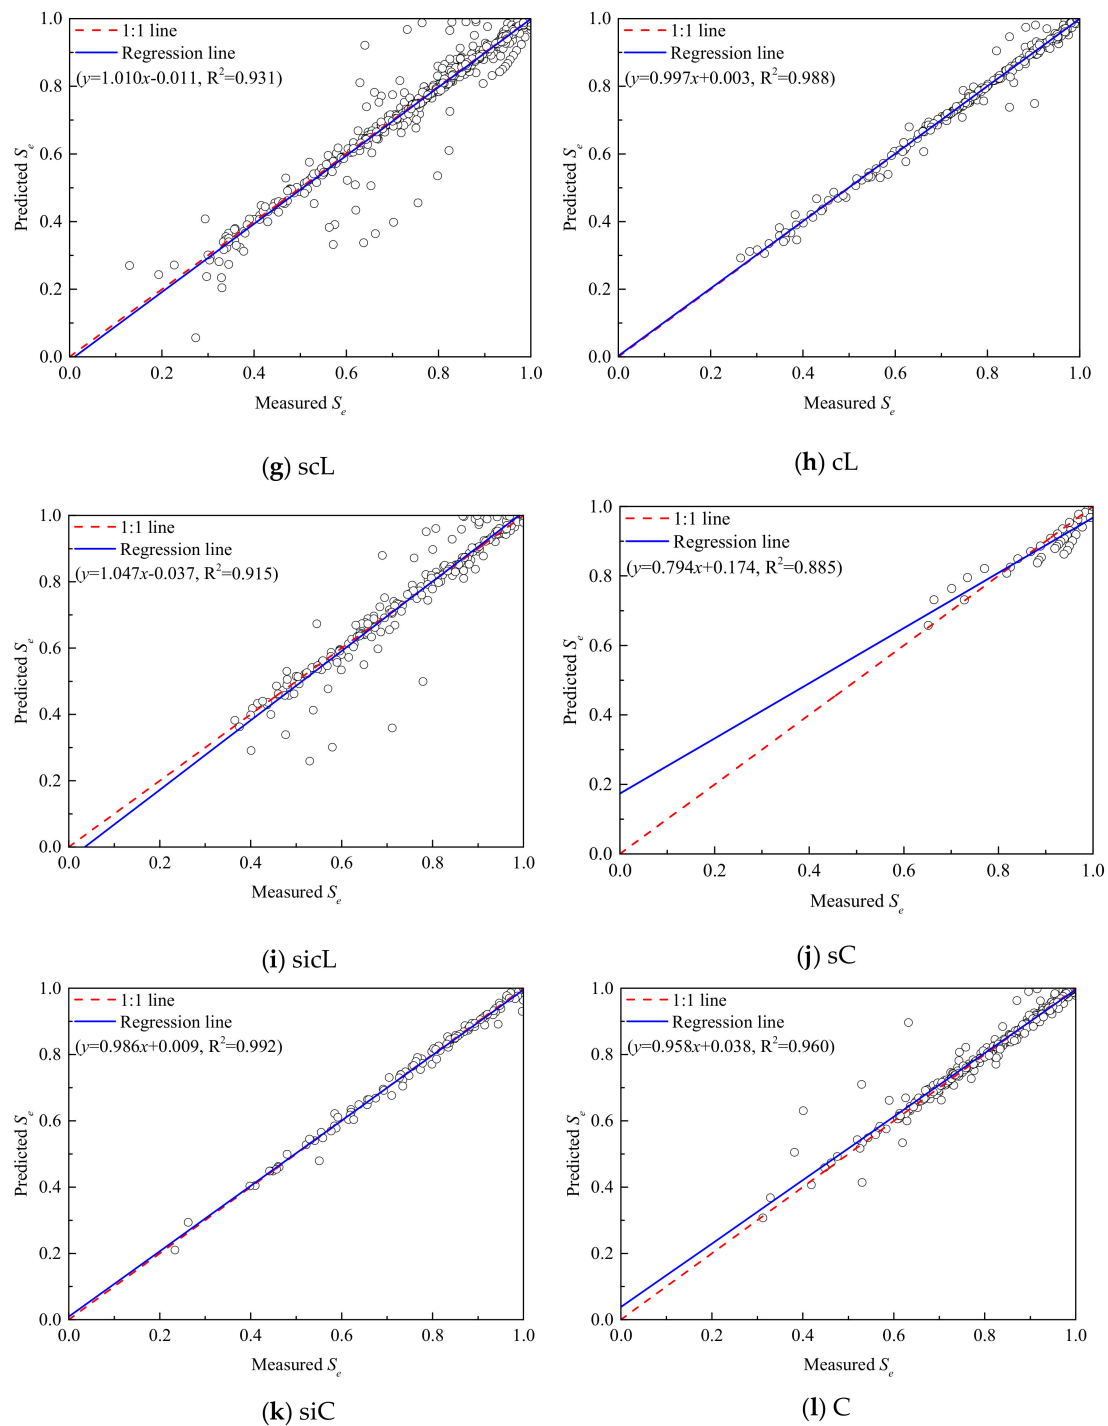 1.0
0.8
0.6
0.4
0.2
0.0
Predicted Sₑ
1:1 line
Regression line
(y=1.010x-0.011, R²=0.931)
0.0 0.2 0.4 0.6 0.8 1.0
Measured Sₑ
(g) scL
1.0
0.8
0.6
0.4
0.2
0.0
Predicted Sₑ
1:1 line
Regression line
(y=0.997x+0.003, R²=0.988)
0.0 0.2 0.4 0.6 0.8 1.0
Measured Sₑ
(h) cL
1.0
0.8
0.6
0.4
0.2
0.0
Predicted Sₑ
1:1 line
Regression line
(y=1.047x-0.037, R²=0.915)
0.0 0.2 0.4 0.6 0.8 1.0
Measured Sₑ
(i) sicL
1.0
0.8
0.6
0.4
0.2
0.0
Predicted Sₑ
1:1 line
Regression line
(y=0.794x+0.174, R²=0.885)
0.0 0.2 0.4 0.6 0.8 1.0
Measured Sₑ
(j) sC
1.0
0.8
0.6
0.4
0.2
0.0
Predicted Sₑ
1:1 line
Regression line
(y=0.986x+0.009, R²=0.992)
0.0 0.2 0.4 0.6 0.8 1.0
Measured Sₑ
(k) siC
1.0
0.8
0.6
0.4
0.2
0.0
Predicted Sₑ
1:1 line
Regression line
(y=0.958x+0.038, R²=0.960)
0.0 0.2 0.4 0.6 0.8 1.0
Measured Sₑ
(l) C